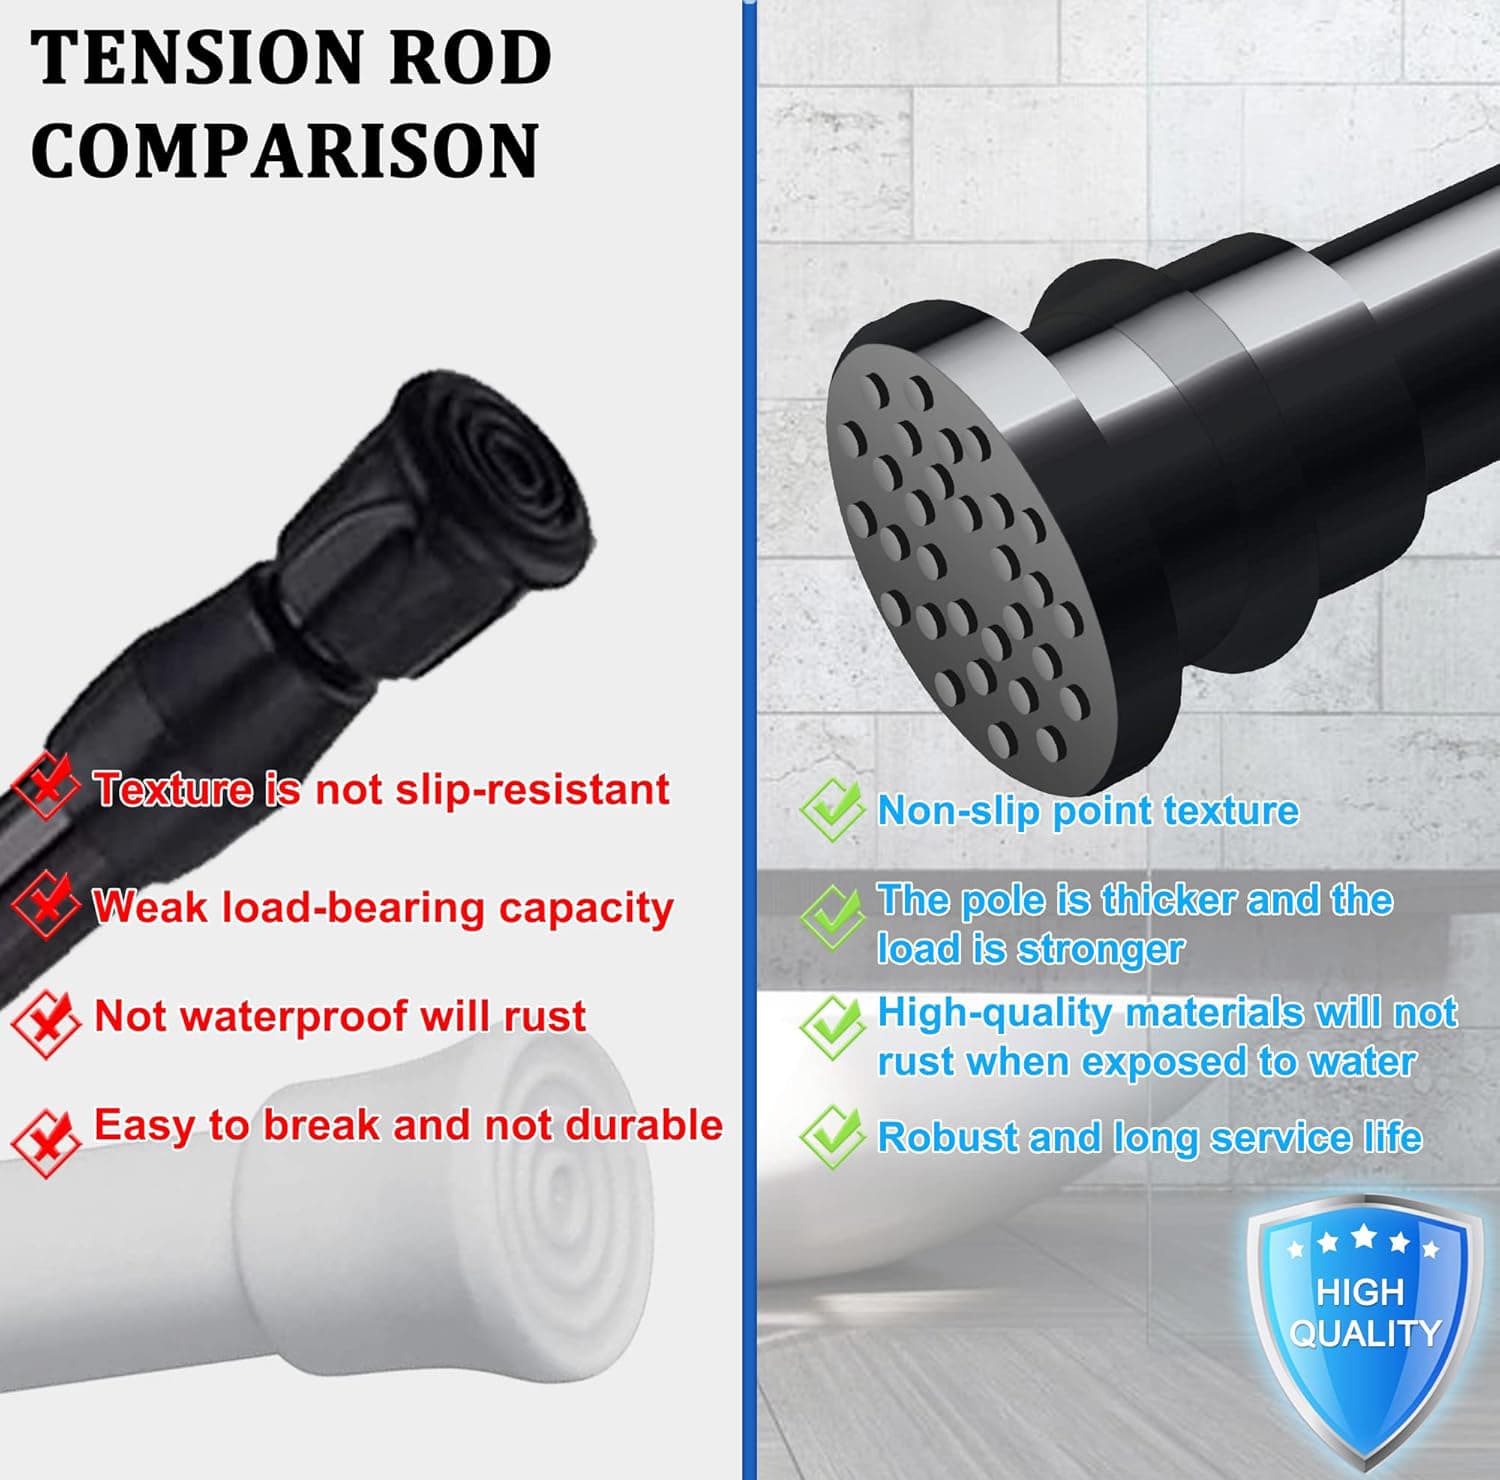 TENSION ROD
COMPARISON
Texture is not slip-resistant
Weak load-bearing capacity
Not waterproof will rust
Easy to break and not durable
Non-slip point texture
The pole is thicker and the
load is stronger
High-quality materials will not
rust when exposed to water
Robust and long service life
HIGH
QUALITY